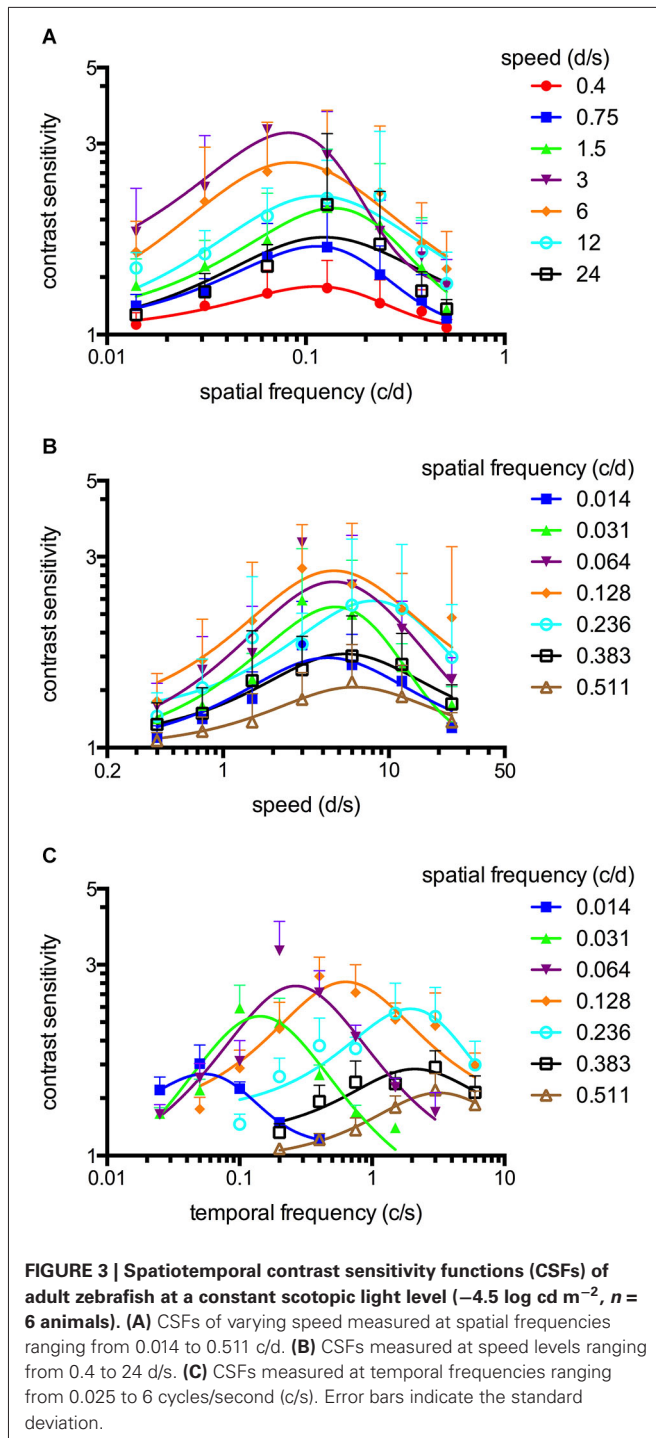 A
speed (d/s)
0.4
0.75
1.5
3
6
12
24
5
3
1
contrast sensitivity
0.01
0.1
1
spatial frequency (c/d)
B
spatial frequency (c/d)
0.014
0.031
0.064
0.128
0.236
0.383
0.511
5
3
1
contrast sensitivity
0.2
1
10
50
speed (d/s)
C
spatial frequency (c/d)
0.014
0.031
0.064
0.128
0.236
0.383
0.511
5
3
1
contrast sensitivity
0.01
0.1
1
10
temporal frequency (c/s)
FIGURE 3 | Spatiotemporal contrast sensitivity functions (CSFs) of
adult zebrafish at a constant scotopic light level (−4.5 log cd m⁻², n =
6 animals). (A) CSFs of varying speed measured at spatial frequencies
ranging from 0.014 to 0.511 c/d. (B) CSFs measured at speed levels ranging
from 0.4 to 24 d/s. (C) CSFs measured at temporal frequencies ranging
from 0.025 to 6 cycles/second (c/s). Error bars indicate the standard
deviation.